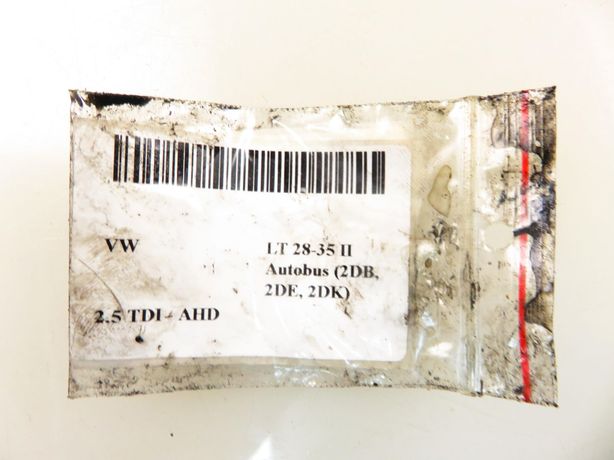 VW
LT 28-35 II
Autobus (2DB,
2DE, 2DK)
2.5 TDI - AHD